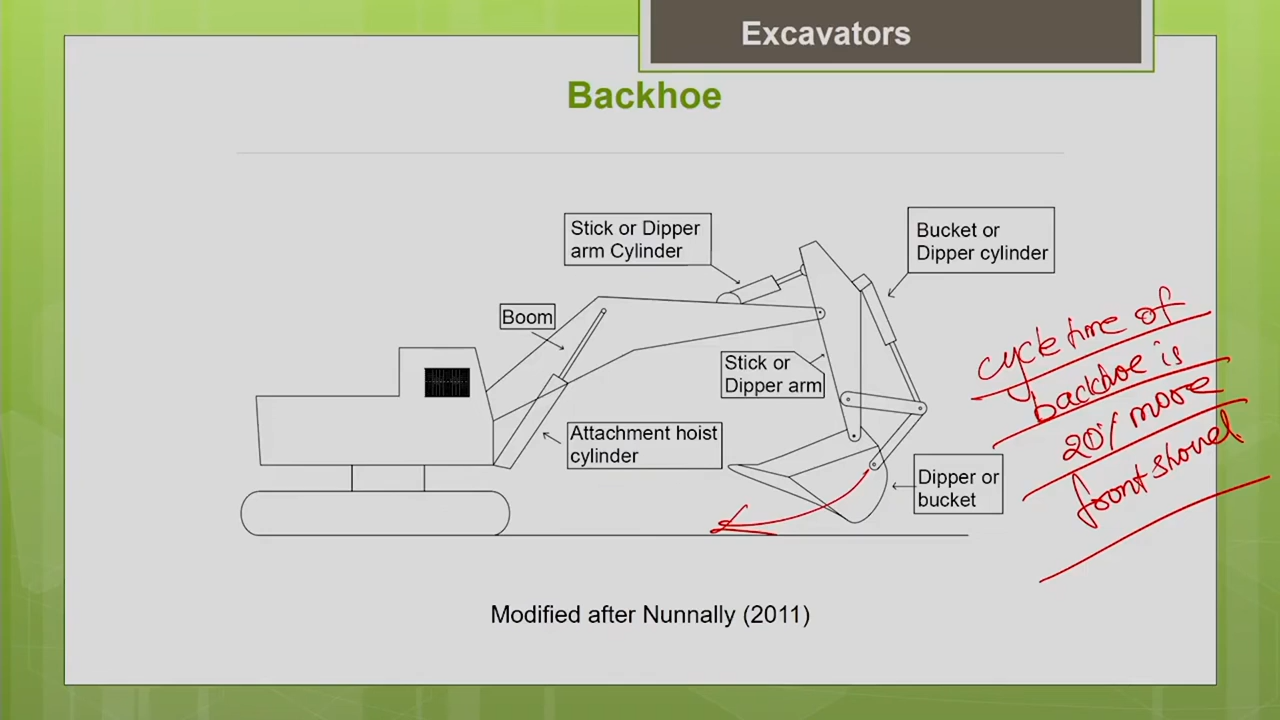 Excavators
Backhoe
Stick or Dipper
arm Cylinder
Bucket or
Dipper cylinder
Boom
Stick or
Dipper arm
Attachment hoist
cylinder
Dipper or
bucket
cycle time of
backhoe is
20% more
front shovel
Modified after Nunnally (2011)